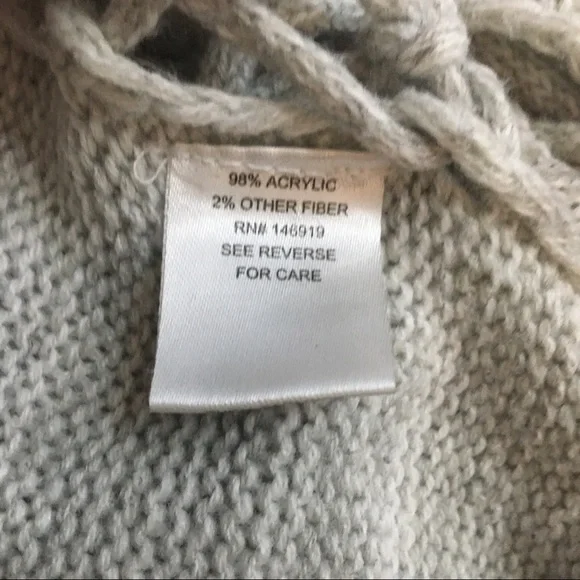 98% ACRYLIC
2% OTHER FIBER
RN# 146919
SEE REVERSE
FOR CARE